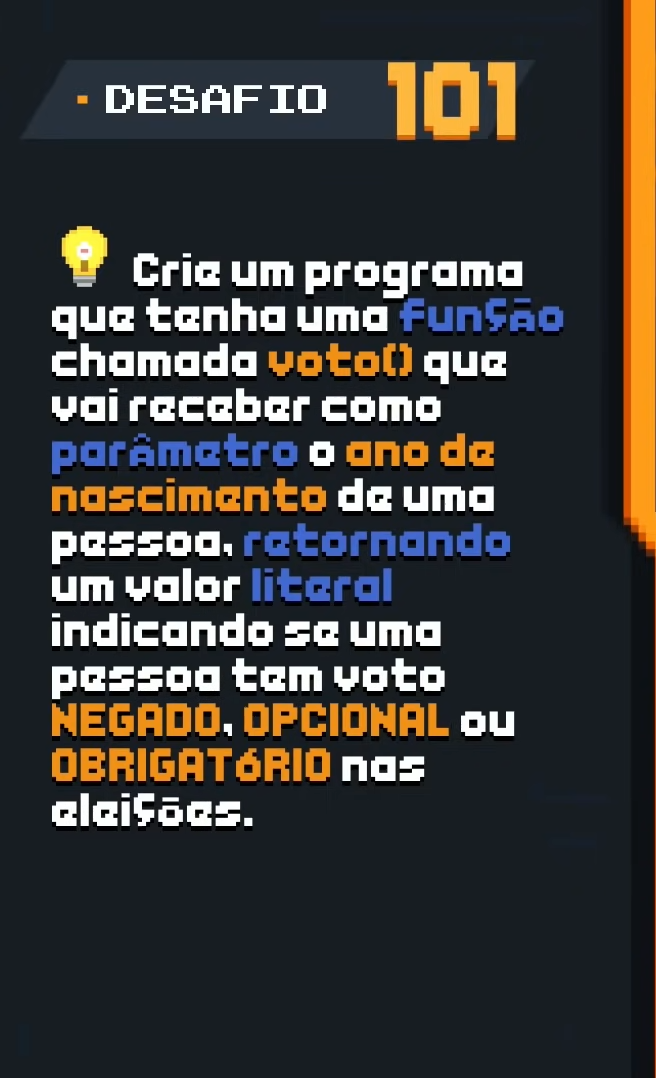 DESAFIO 101
Crie um programa
que tenha uma função
chamada voto() que
vai receber como
parâmetro o ano de
nascimento de uma
pessoa, retornando
um valor literal
indicando se uma
pessoa tem voto
NEGADO, OPCIONAL ou
OBRIGATóRIO nas
eleições.